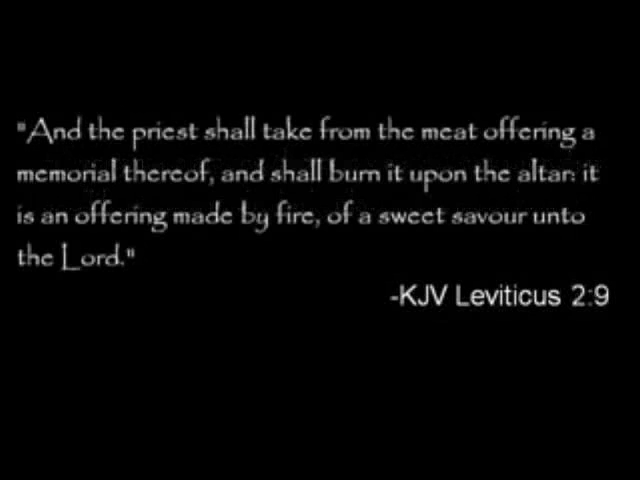 "And the priest shall take from the meat offering a
memorial thereof, and shall burn it upon the altar: it
is an offering made by fire, of a sweet savour unto
the Lord."
-KJV Leviticus 2:9